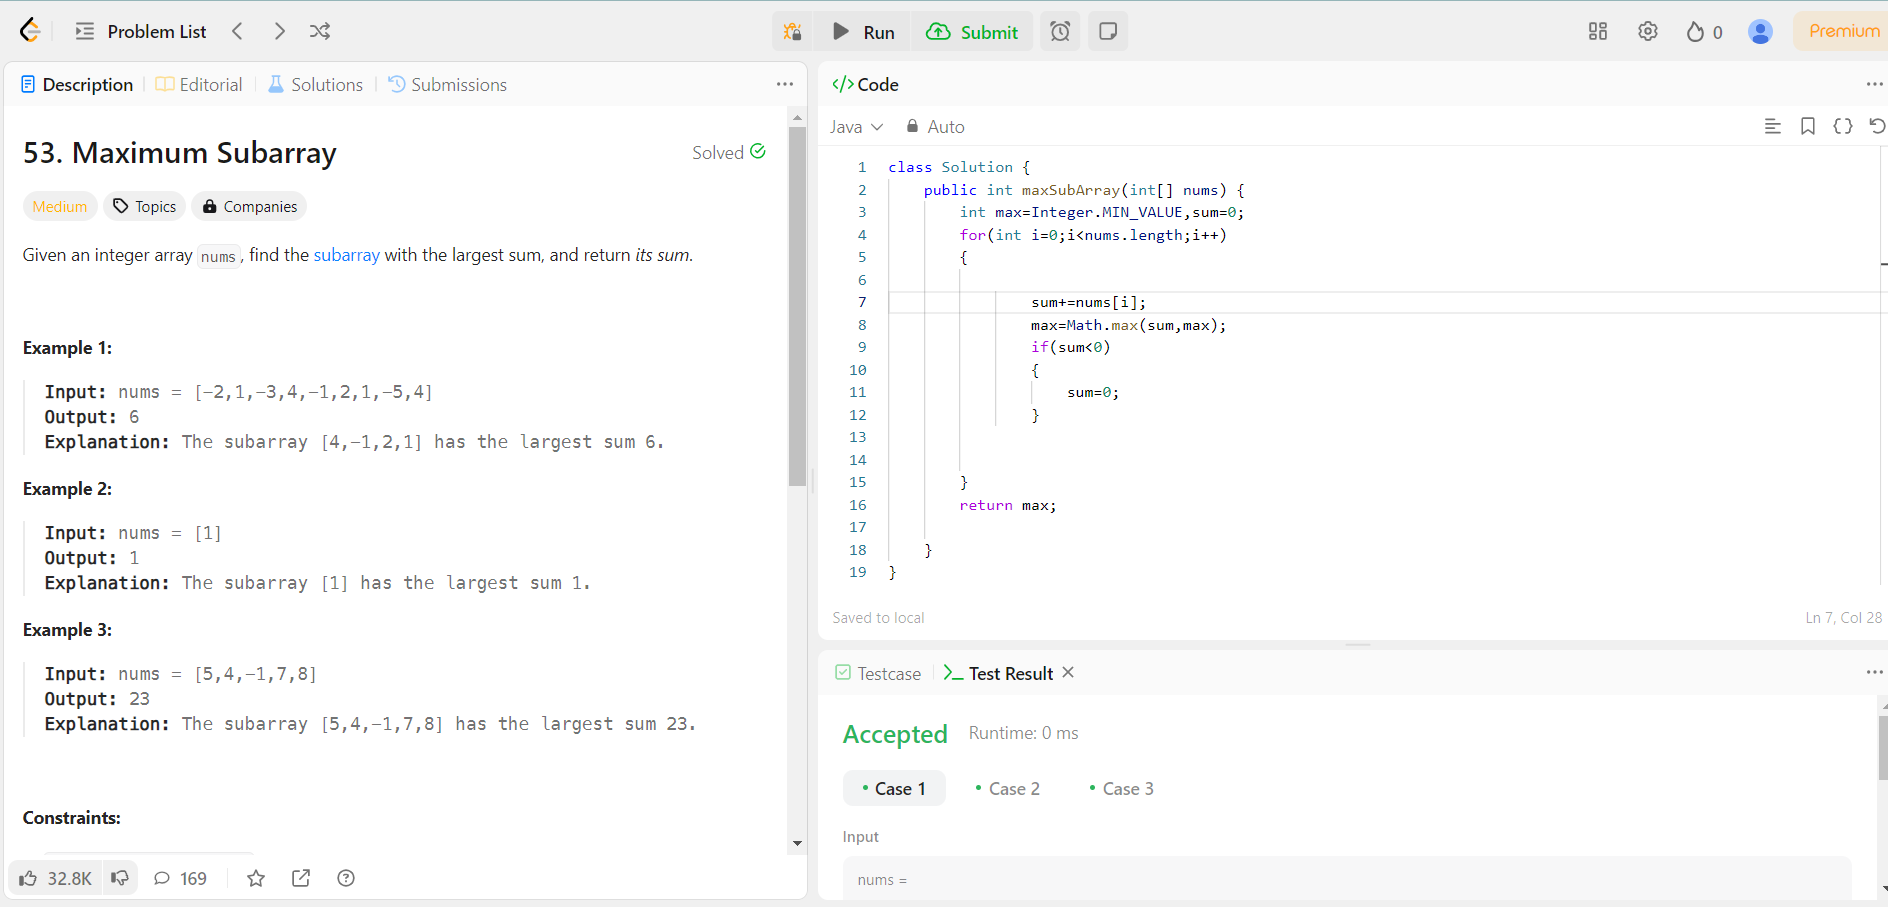 Problem List
Run
Submit
0
Premium
Description
Editorial
Solutions
Submissions
53. Maximum Subarray
Solved
Medium
Topics
Companies
Given an integer array nums, find the subarray with the largest sum, and return its sum.
Example 1:
Input: nums = [-2,1,-3,4,-1,2,1,-5,4]
Output: 6
Explanation: The subarray [4,-1,2,1] has the largest sum 6.
Example 2:
Input: nums = [1]
Output: 1
Explanation: The subarray [1] has the largest sum 1.
Example 3:
Input: nums = [5,4,-1,7,8]
Output: 23
Explanation: The subarray [5,4,-1,7,8] has the largest sum 23.
Constraints:
32.8K
169
</> Code
Java
Auto
1 class Solution {
2     public int maxSubArray(int[] nums) {
3         int max=Integer.MIN_VALUE,sum=0;
4         for(int i=0;i<nums.length;i++)
5         {
6
7                 sum+=nums[i];
8                 max=Math.max(sum,max);
9                 if(sum<0)
10                 {
11                     sum=0;
12                 }
13
14
15         }
16         return max;
17
18     }
19 }
Saved to local
Ln 7, Col 28
Testcase
Test Result
Accepted
Runtime: 0 ms
Case 1
Case 2
Case 3
Input
nums =